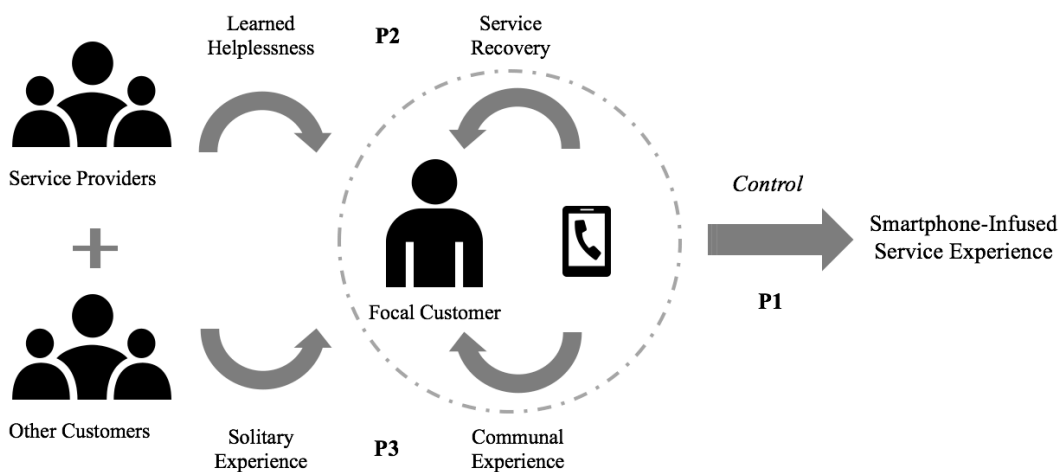 Learned
Helplessness
P2
Service
Recovery
Service Providers
Control
Smartphone-Infused
Service Experience
Focal Customer
P1
Other Customers
Solitary
Experience
P3
Communal
Experience